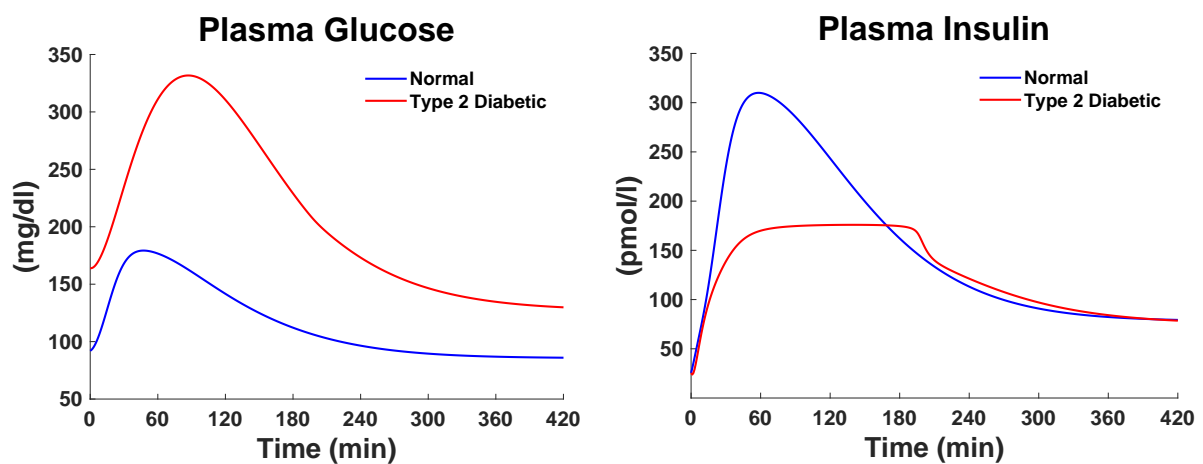 Plasma Glucose
350
300
250
200
150
100
50
(mg/dl)
Normal
Type 2 Diabetic
0 60 120 180 240 300 360 420
Time (min)
Plasma Insulin
350
300
250
200
150
100
50
(pmol/l)
Normal
Type 2 Diabetic
0 60 120 180 240 300 360 420
Time (min)